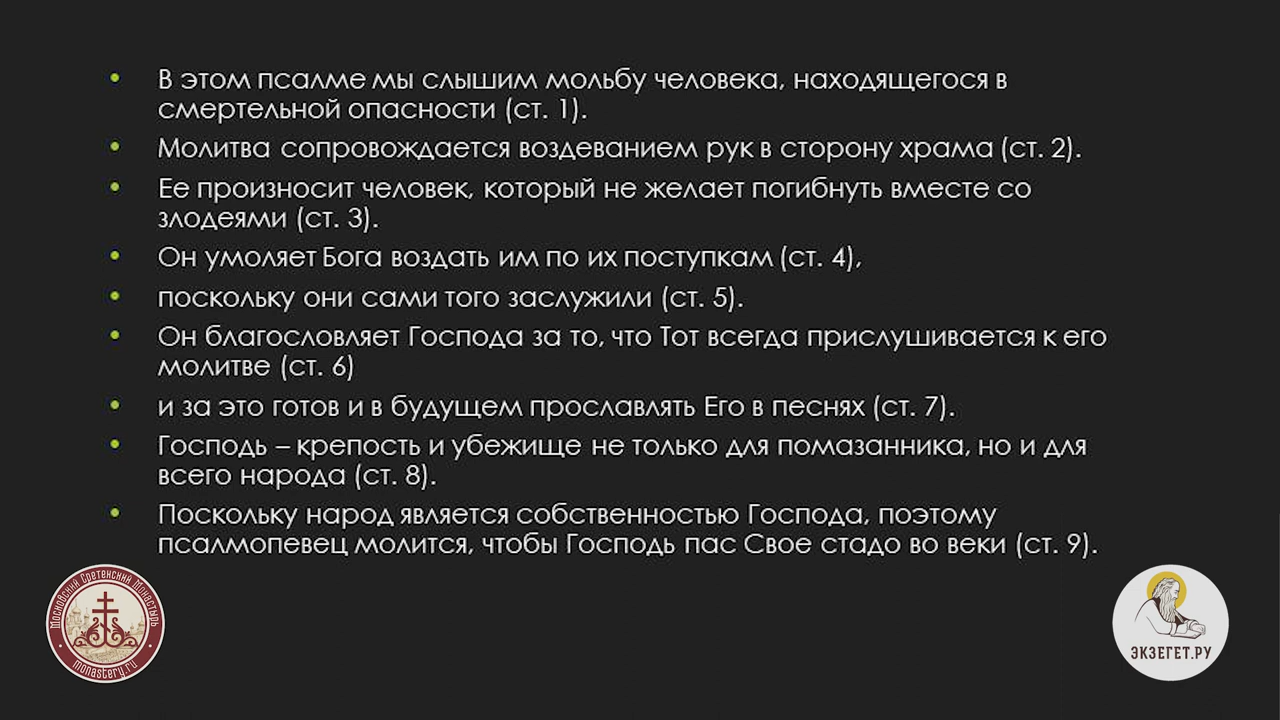 • В этом псалме мы слышим мольбу человека, находящегося в
смертельной опасности (ст. 1).
• Молитва сопровождается воздеванием рук в сторону храма (ст. 2).
• Ее произносит человек, который не желает погибнуть вместе со
злодеями (ст. 3).
• Он умоляет Бога воздать им по их поступкам (ст. 4),
• поскольку они сами того заслужили (ст. 5).
• Он благословляет Господа за то, что Тот всегда прислушивается к его
молитве (ст. 6)
• и за это готов и в будущем прославлять Его в песнях (ст. 7).
• Господь – крепость и убежище не только для помазанника, но и для
всего народа (ст. 8).
• Поскольку народ является собственностью Господа, поэтому
псалмопевец молится, чтобы Господь пас Свое стадо во веки (ст. 9).
Московский Сретенский Монастырь
monastery.ru
ЭКЗЕГЕТ.РУ